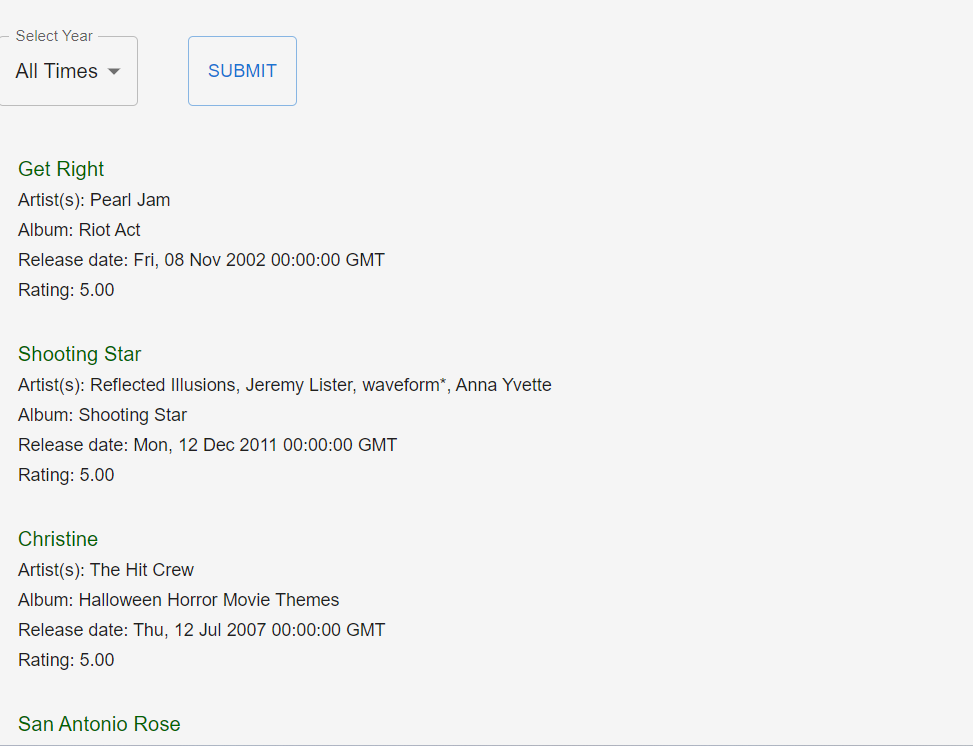 Select Year
All Times
SUBMIT
Get Right
Artist(s): Pearl Jam
Album: Riot Act
Release date: Fri, 08 Nov 2002 00:00:00 GMT
Rating: 5.00
Shooting Star
Artist(s): Reflected Illusions, Jeremy Lister, waveform*, Anna Yvette
Album: Shooting Star
Release date: Mon, 12 Dec 2011 00:00:00 GMT
Rating: 5.00
Christine
Artist(s): The Hit Crew
Album: Halloween Horror Movie Themes
Release date: Thu, 12 Jul 2007 00:00:00 GMT
Rating: 5.00
San Antonio Rose